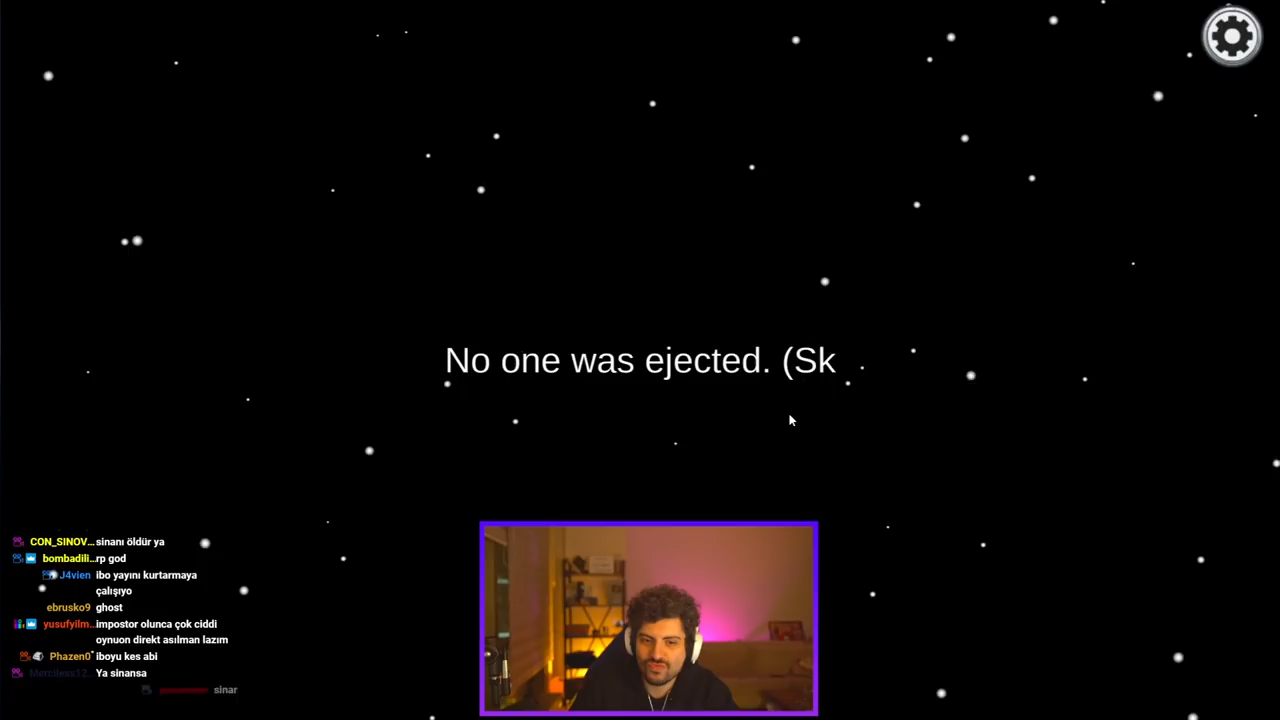 No one was ejected. (Sk
CON_SINOV... sinanı öldür ya
bombadili... rp god
J4vien ibo yayını kurtarmaya
çalışıyo
ebrusko9 ghost
yusufyilm... impostor olunca çok ciddi
oynuon direkt asılman lazım
Phazen0 iboyu kes abi
Ya sinansa
sinar